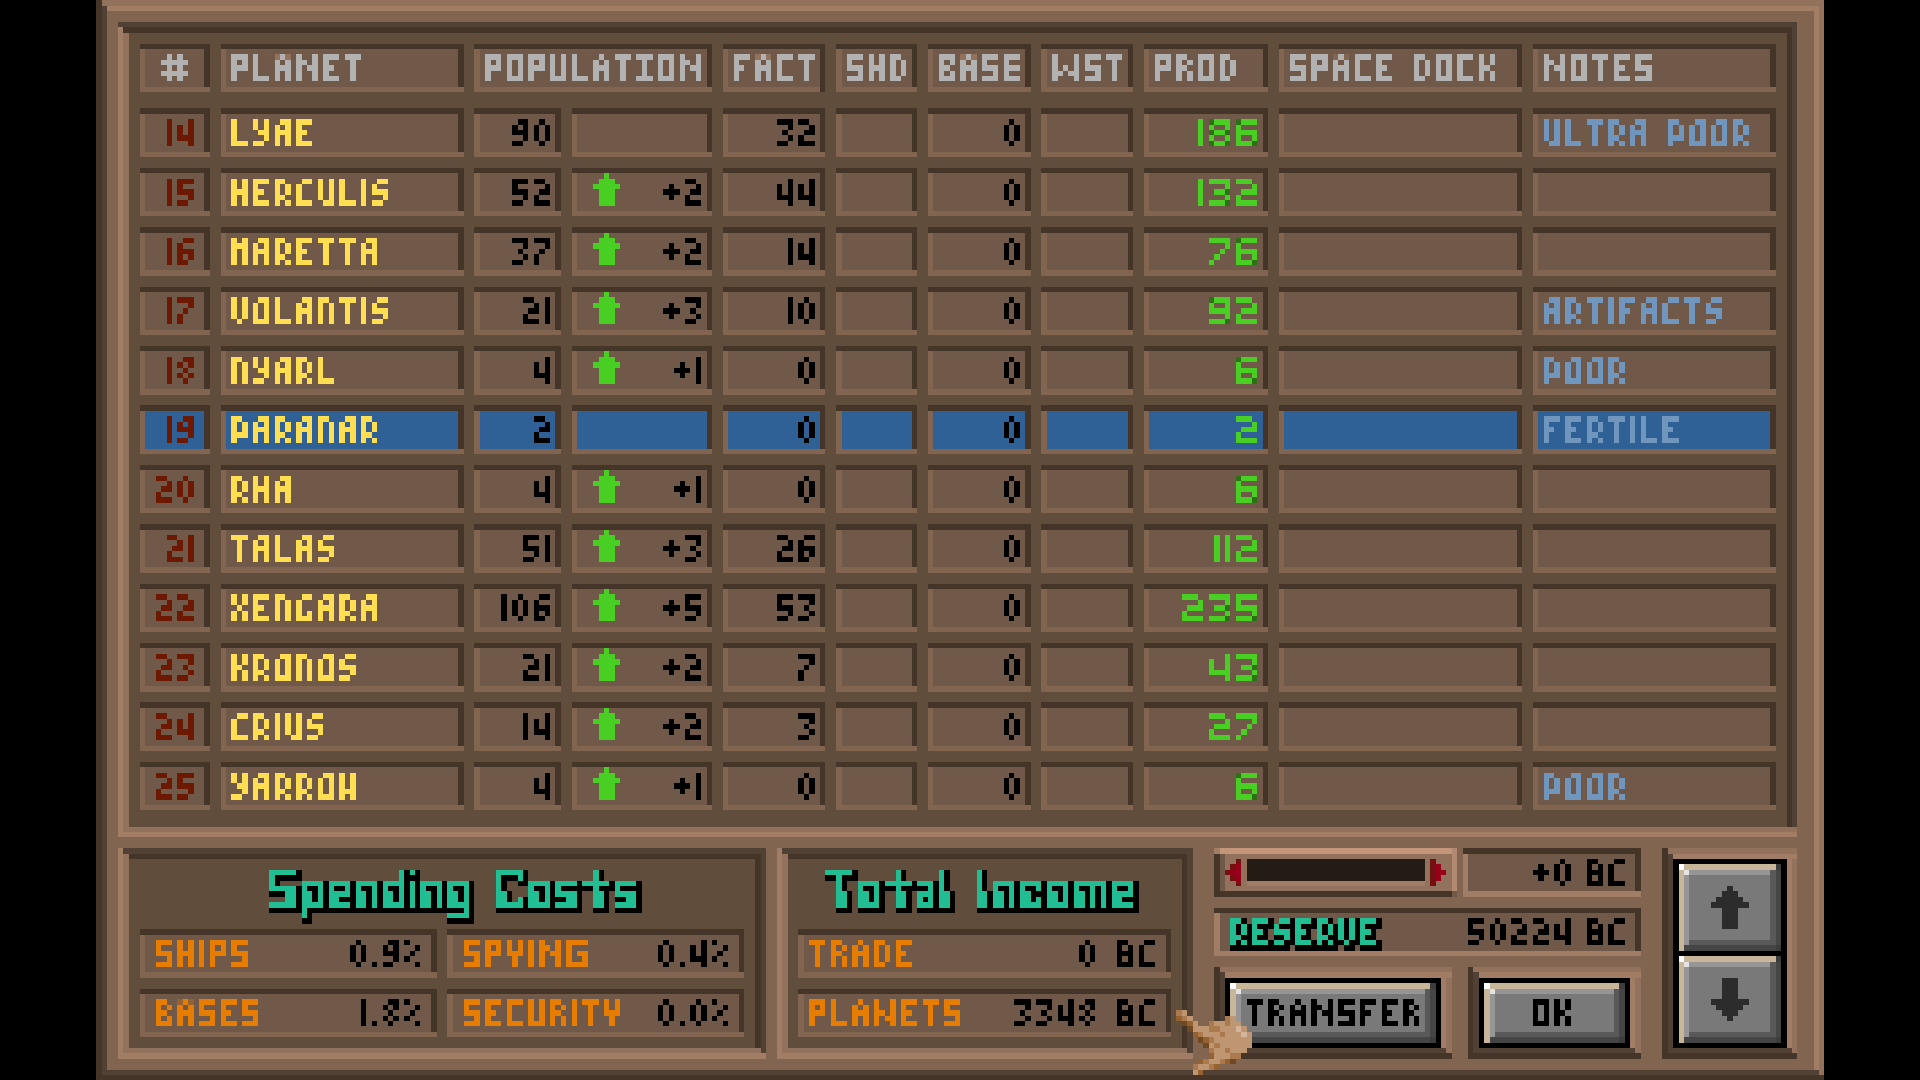 # PLANET POPULATION FACT SHD BASE WST PROD SPACE DOCK NOTES
14 LYAE 90 32 0 186 ULTRA POOR
15 HERCULIS 52 +2 44 0 132
16 MARETTA 37 +2 14 0 76
17 VOLANTIS 21 +3 10 0 92 ARTIFACTS
18 NYARL 4 +1 0 0 6 POOR
19 PARANAR 2 0 0 2 FERTILE
20 RHA 4 +1 0 0 6
21 TALAS 51 +3 26 0 112
22 XENGARA 106 +5 53 0 235
23 KRONOS 21 +2 7 0 43
24 CRIUS 14 +2 3 0 27
25 YARROW 4 +1 0 0 6 POOR
Spending Costs
SHIPS 0.9% SPYING 0.4%
BASES 1.8% SECURITY 0.0%
Total Income
TRADE 0 BC
PLANETS 3348 BC
+0 BC
RESERVE 50224 BC
TRANSFER OK